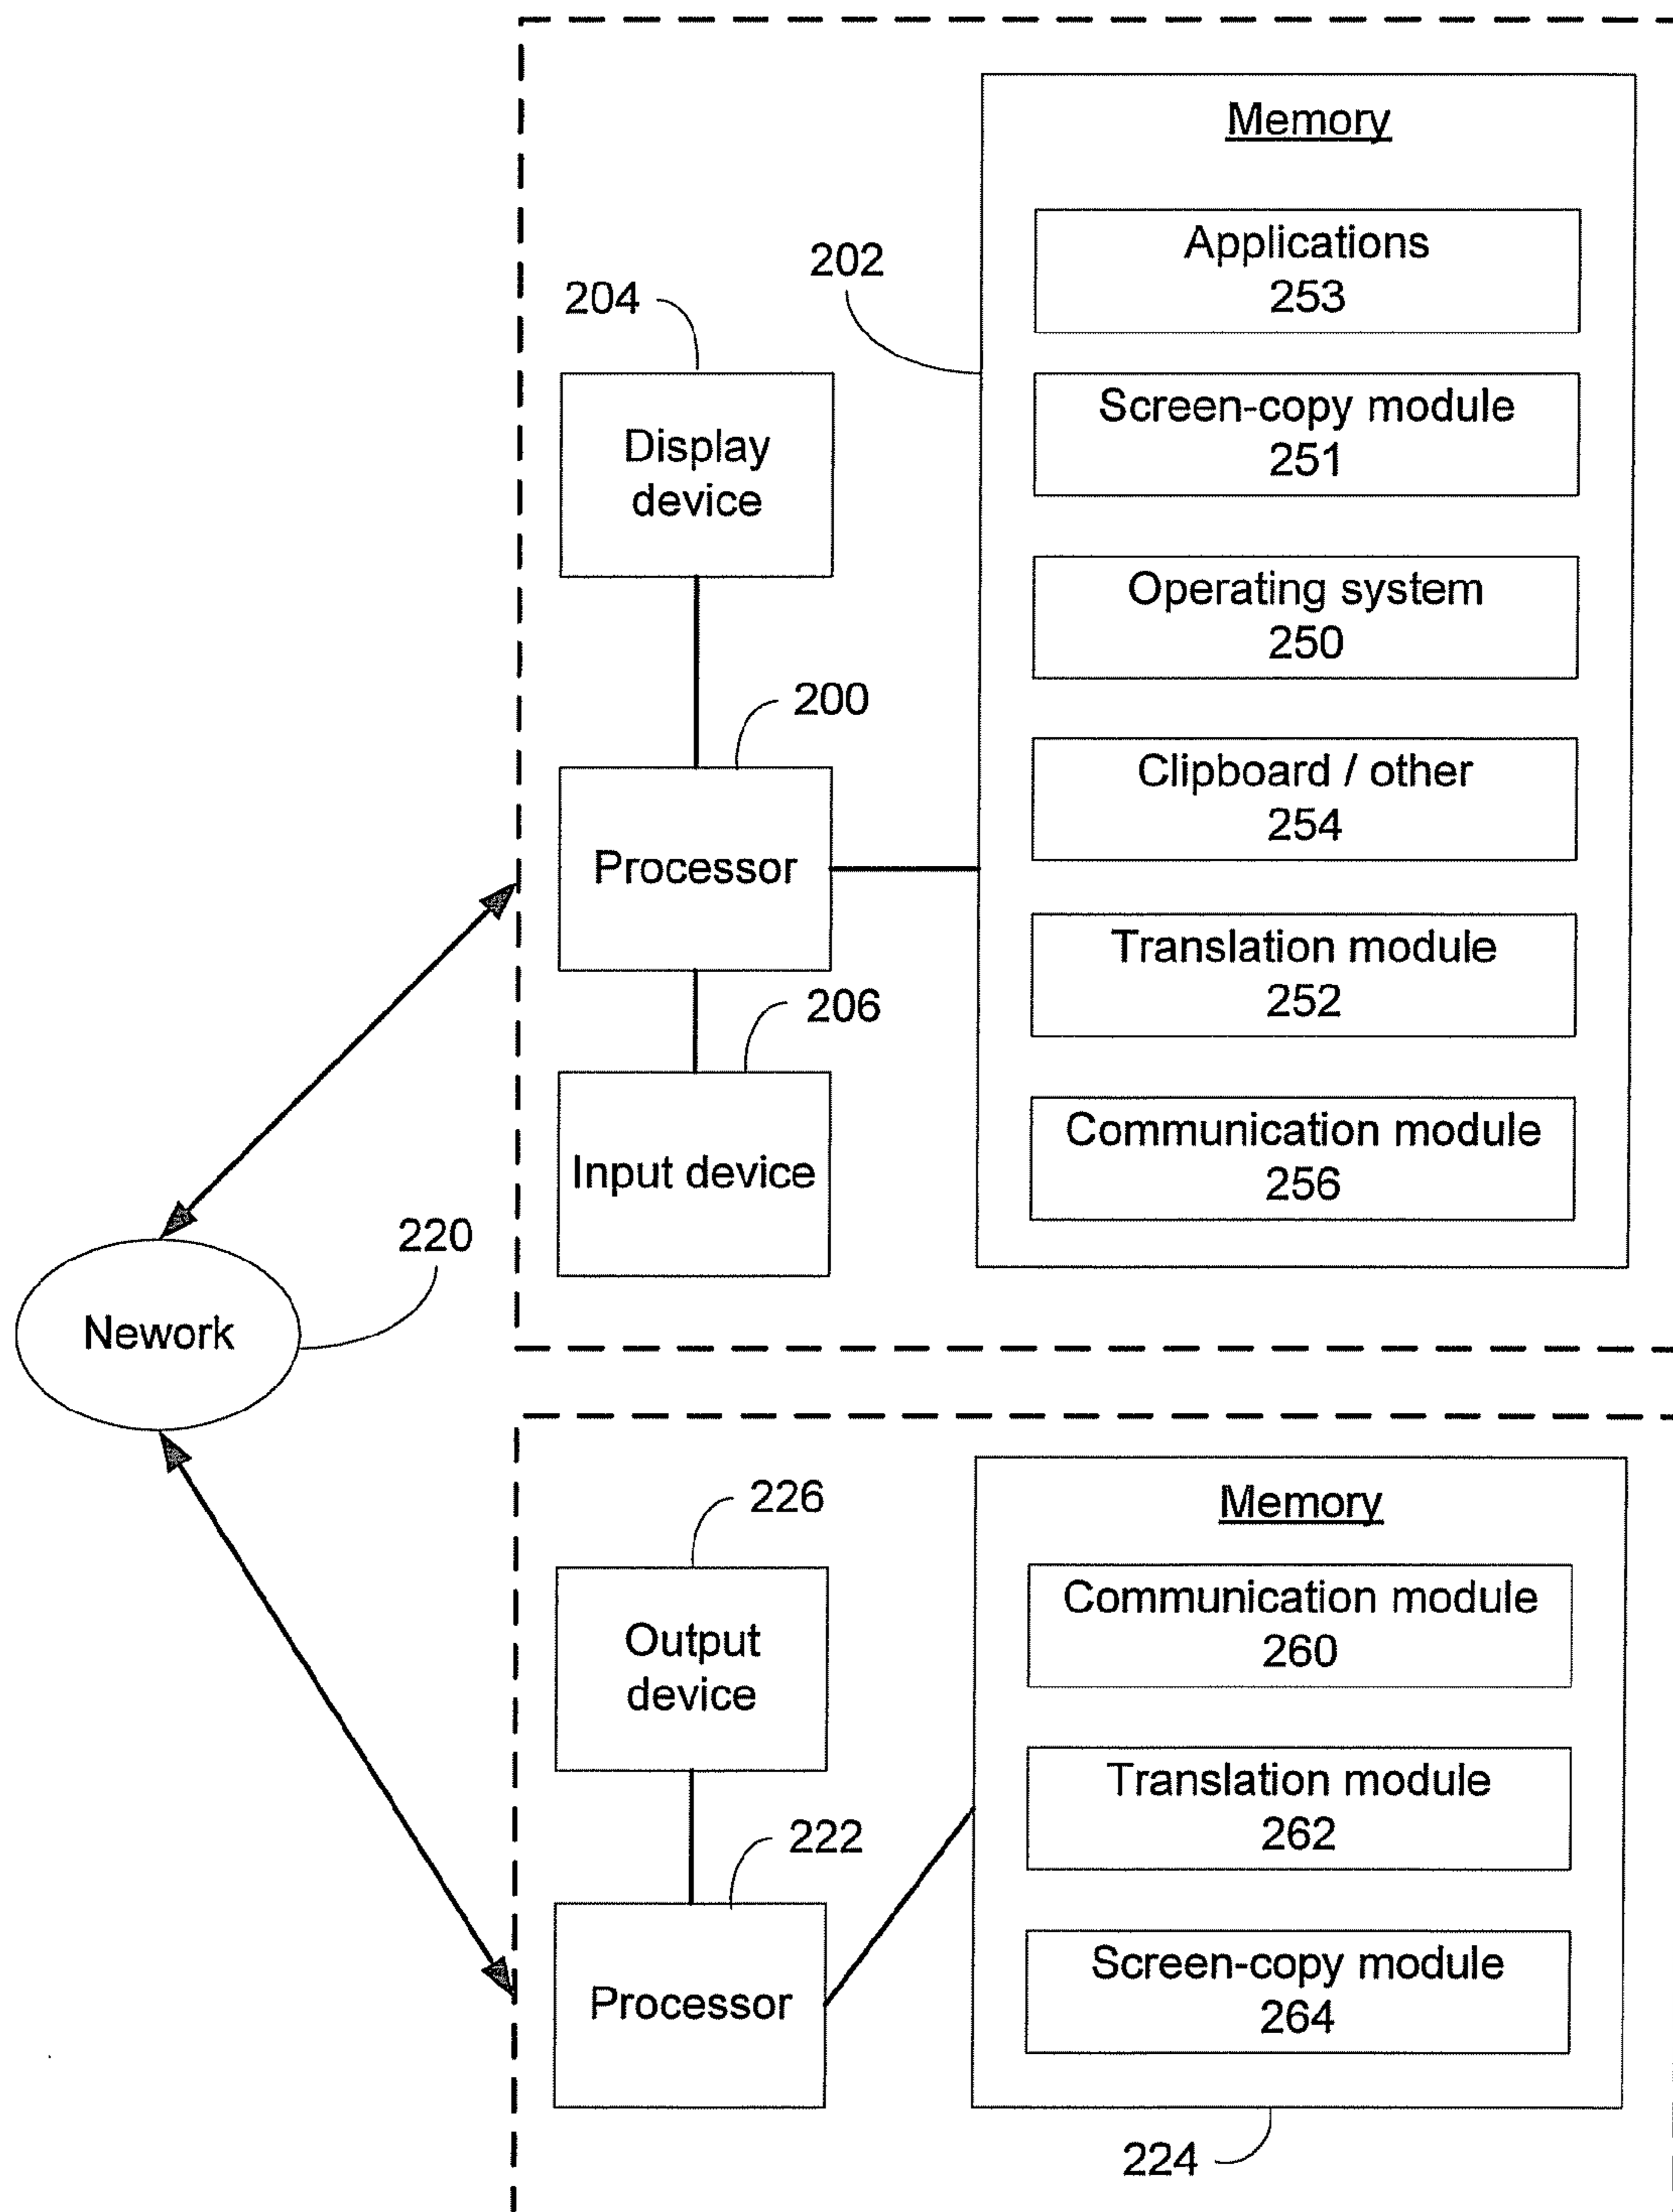 Memory
Applications
253
202
204
Screen-copy module
251
Display
device
Operating system
250
200
Clipboard / other
254
Processor
Translation module
252
206
Communication module
256
Input device
220
Nework
226
Memory
Communication module
260
Output
device
Translation module
262
222
Screen-copy module
264
Processor
224